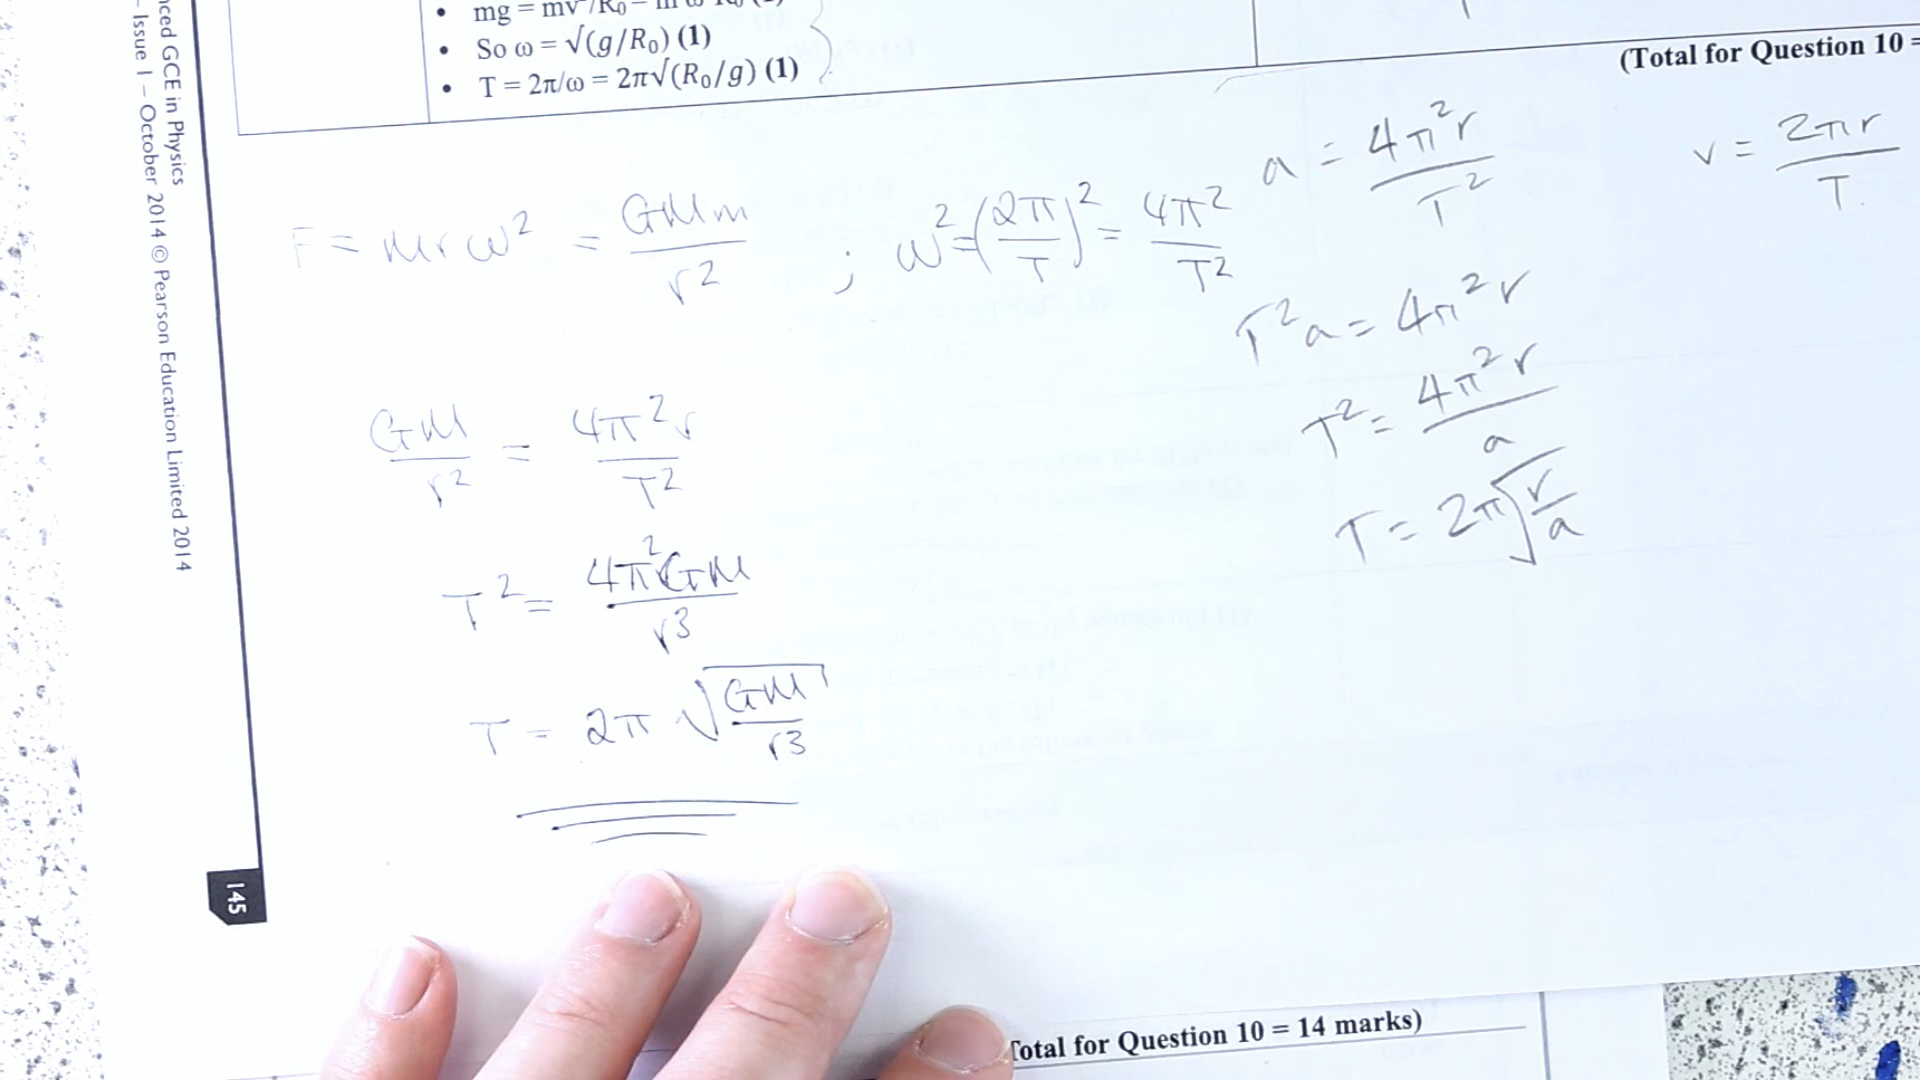 • mg = mv²/R₀
• So ω = √(g/R₀) (1)
• T = 2π/ω = 2π√(R₀/g) (1)
(Total for Question 10 =
a = 4π²r / T²
v = 2πr / T
F = mrω² = GMm / r² ; ω² = (2π / T)² = 4π² / T²
T²a = 4π²r
T² = 4π²r / a
T = 2π√(r/a)
GM / r² = 4π²r / T²
T² = 4π²GM / r³
T = 2π √(GM / r³)
Total for Question 10 = 14 marks)
GCE in Physics
Issue 1 – October 2014 © Pearson Education Limited 2014
145